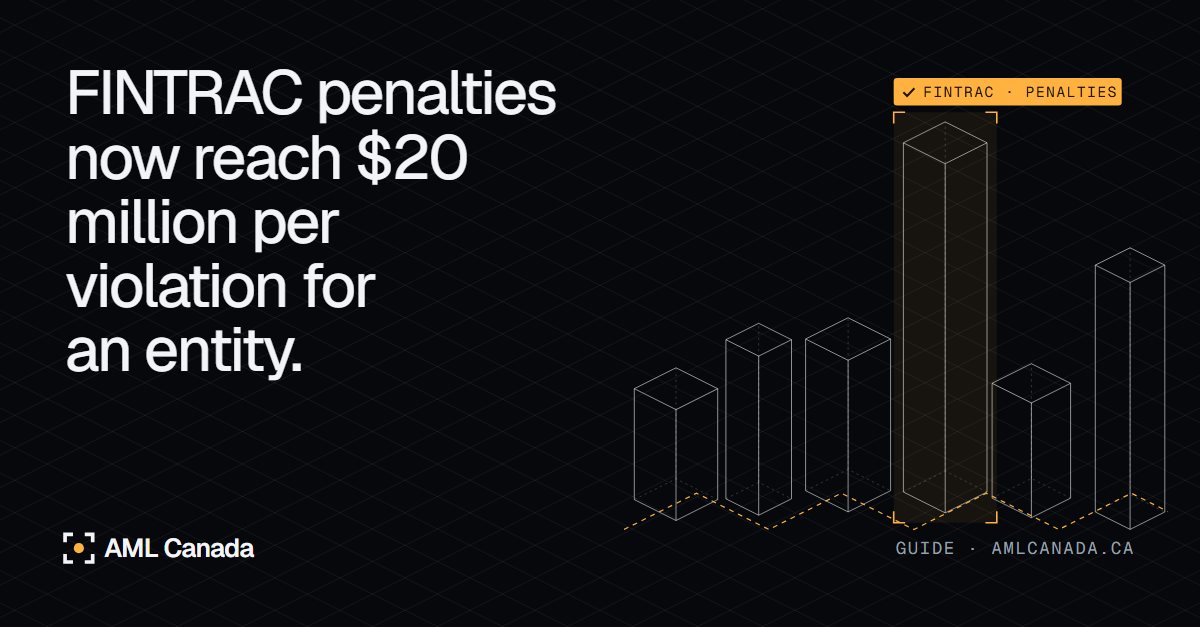 FINTRAC penalties
now reach $20
million per
violation for
an entity.
FINTRAC · PENALTIES
AML Canada
GUIDE · AMLCANADA.CA